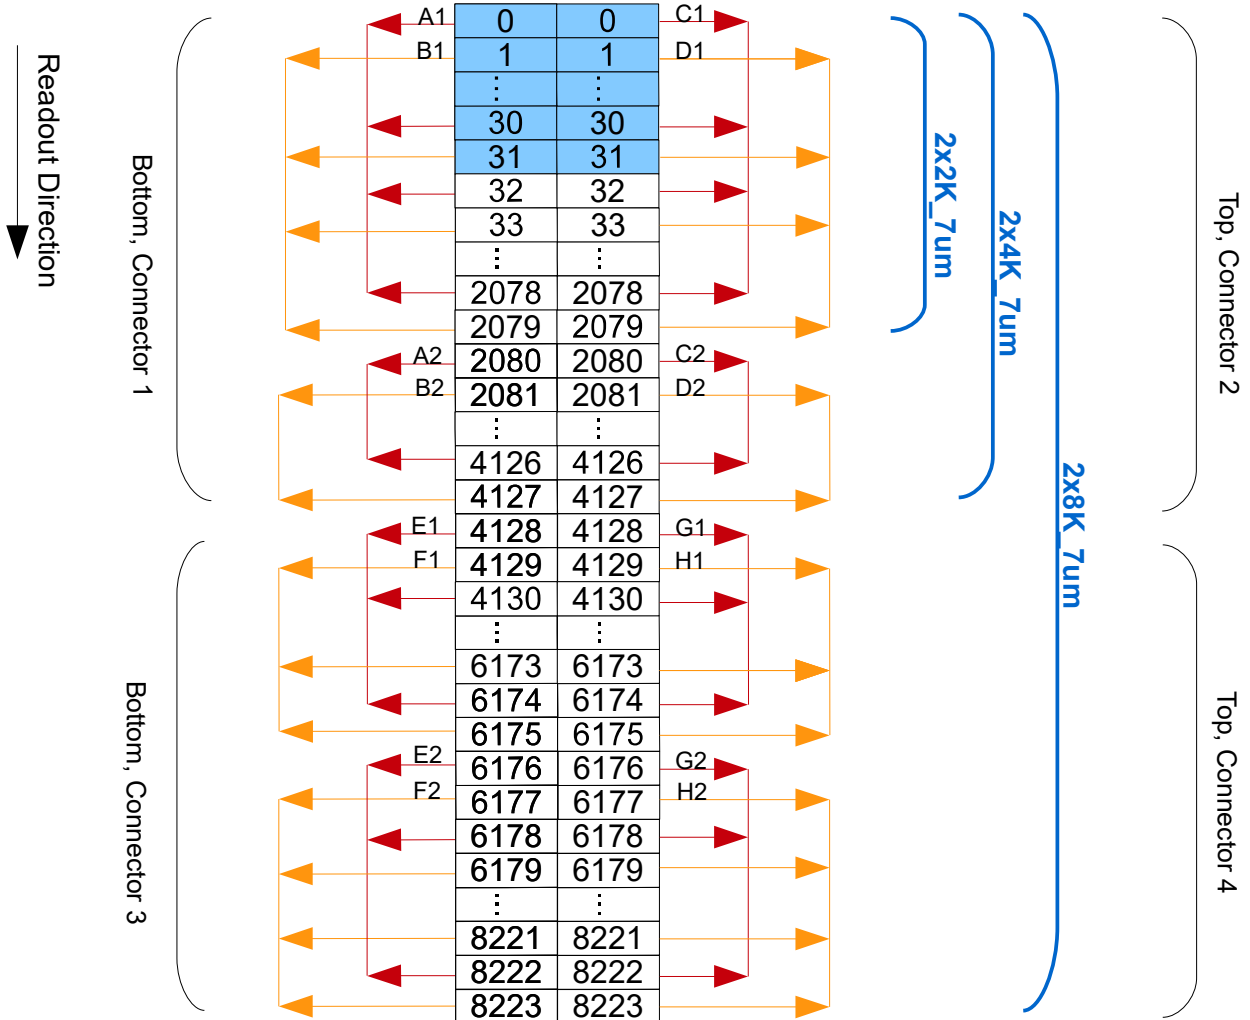 A1 0 0 C1
B1 1 1 D1
⋮ ⋮
30 30
31 31
32 32
33 33
⋮ ⋮
2078 2078
2079 2079
A2 2080 2080 C2
B2 2081 2081 D2
⋮ ⋮
4126 4126
4127 4127
E1 4128 4128 G1
F1 4129 4129 H1
4130 4130
⋮ ⋮
6173 6173
6174 6174
6175 6175
E2 6176 6176 G2
F2 6177 6177 H2
6178 6178
6179 6179
⋮ ⋮
8221 8221
8222 8222
8223 8223
Readout Direction
Bottom, Connector 1
Bottom, Connector 3
2x2K_7um
2x4K_7um
2x8K_7um
Top, Connector 2
Top, Connector 4